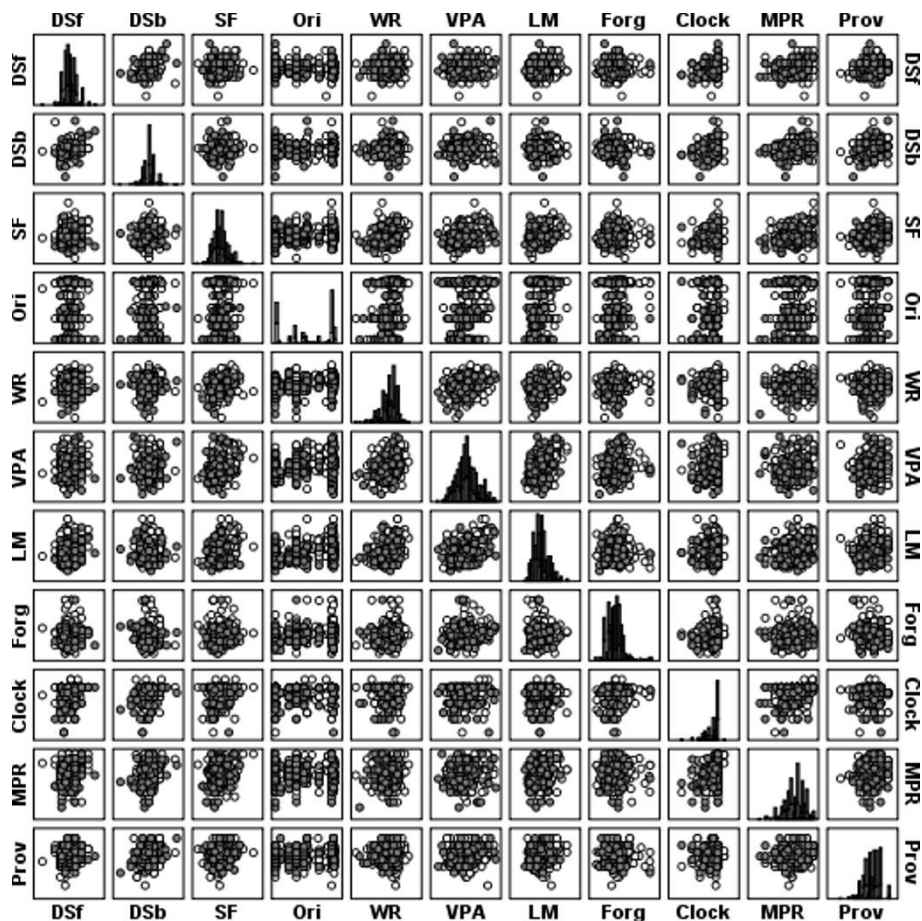 DSf DSb SF Ori WR VPA LM Forg Clock MPR Prov
DSf DSf
DSb DSb
SF SF
Ori Ori
WR WR
VPA VPA
LM LM
Forg Forg
Clock Clock
MPR MPR
Prov Prov
DSf DSb SF Ori WR VPA LM Forg Clock MPR Prov